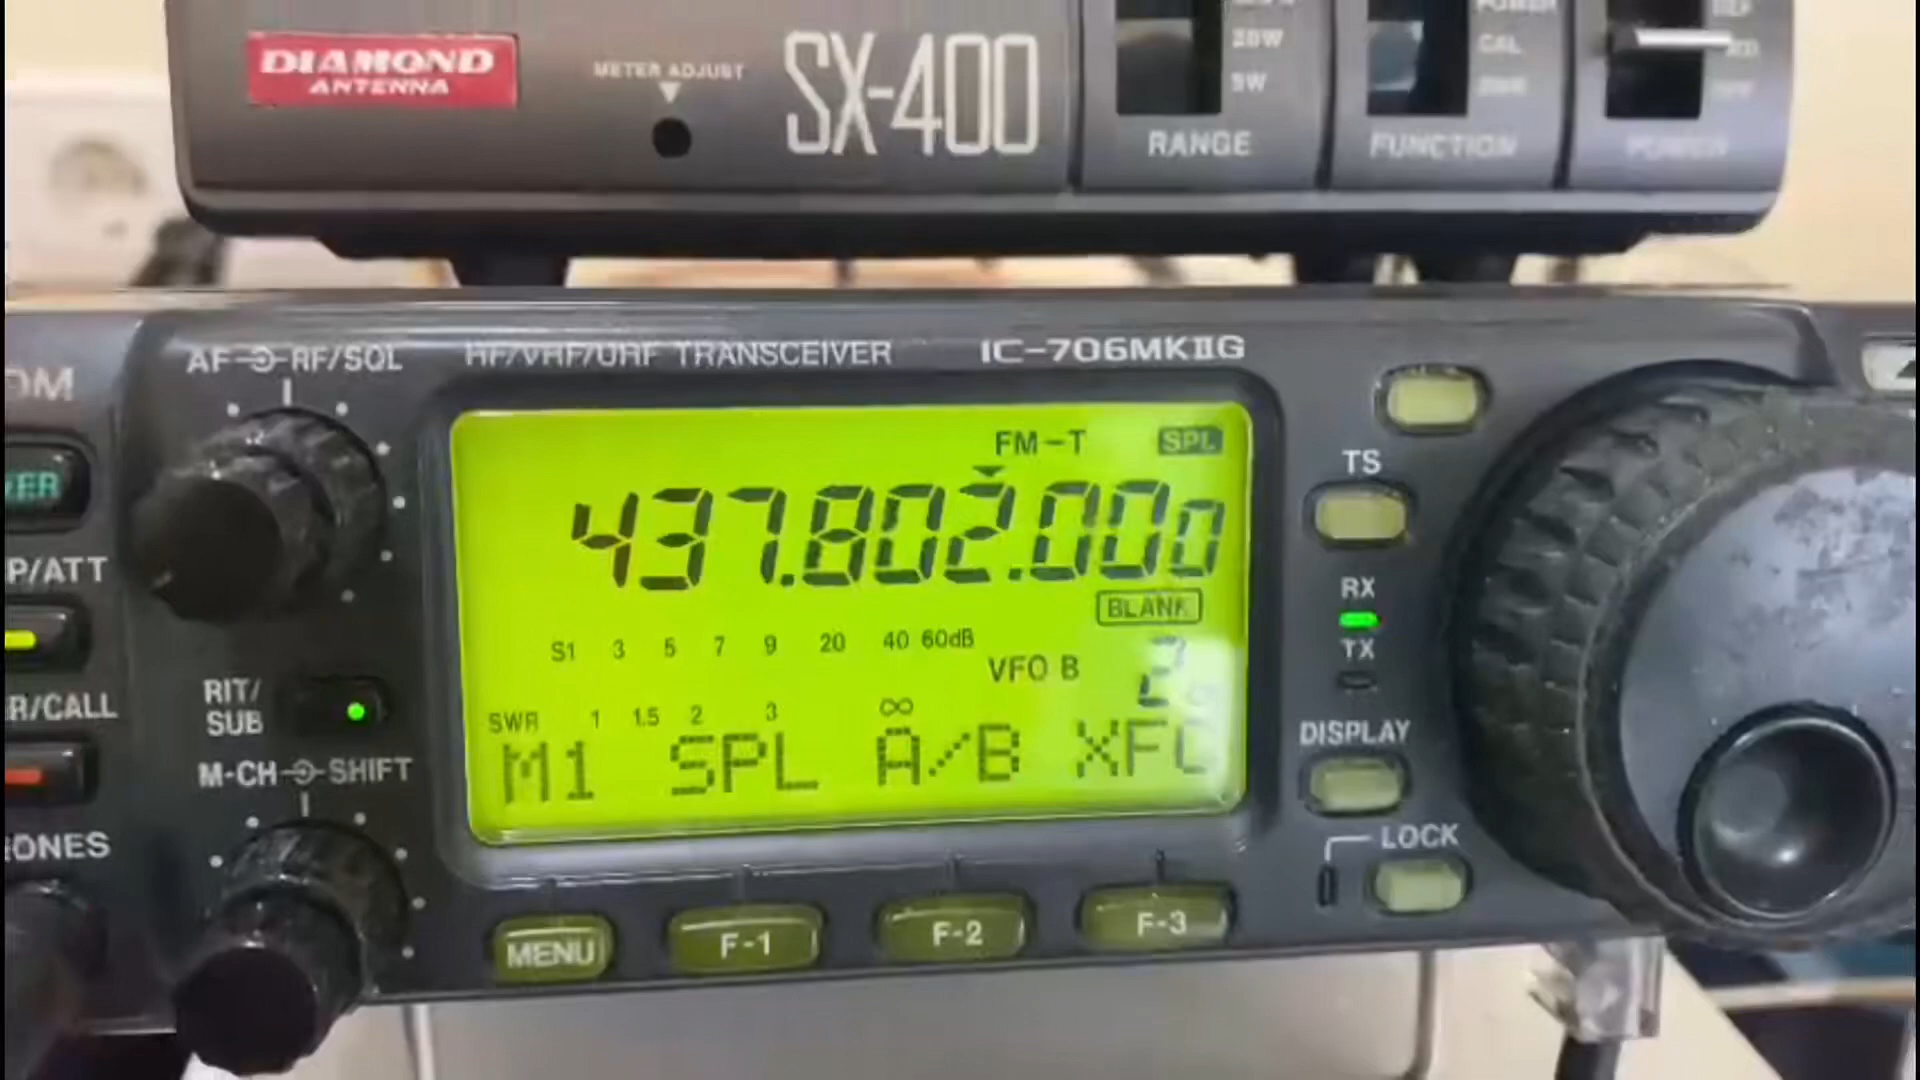 DIAMOND
ANTENNA
METER ADJUST
SX-400
20W
5W
RANGE
POWER
CAL
FUNCTION
POWER
AF RF/SQL
HF/VHF/UHF TRANSCEIVER
IC-706MKIIG
FM-T SPL
437.802.000
BLANK
S1 3 5 7 9 20 40 60dB
VFO B 2
SWR 1 1.5 2 3 ∞
M1 SPL A/B XFC
TS
RX
TX
DISPLAY
LOCK
P/ATT
RIT/
SUB
R/CALL
M-CH SHIFT
ONES
MENU F-1 F-2 F-3